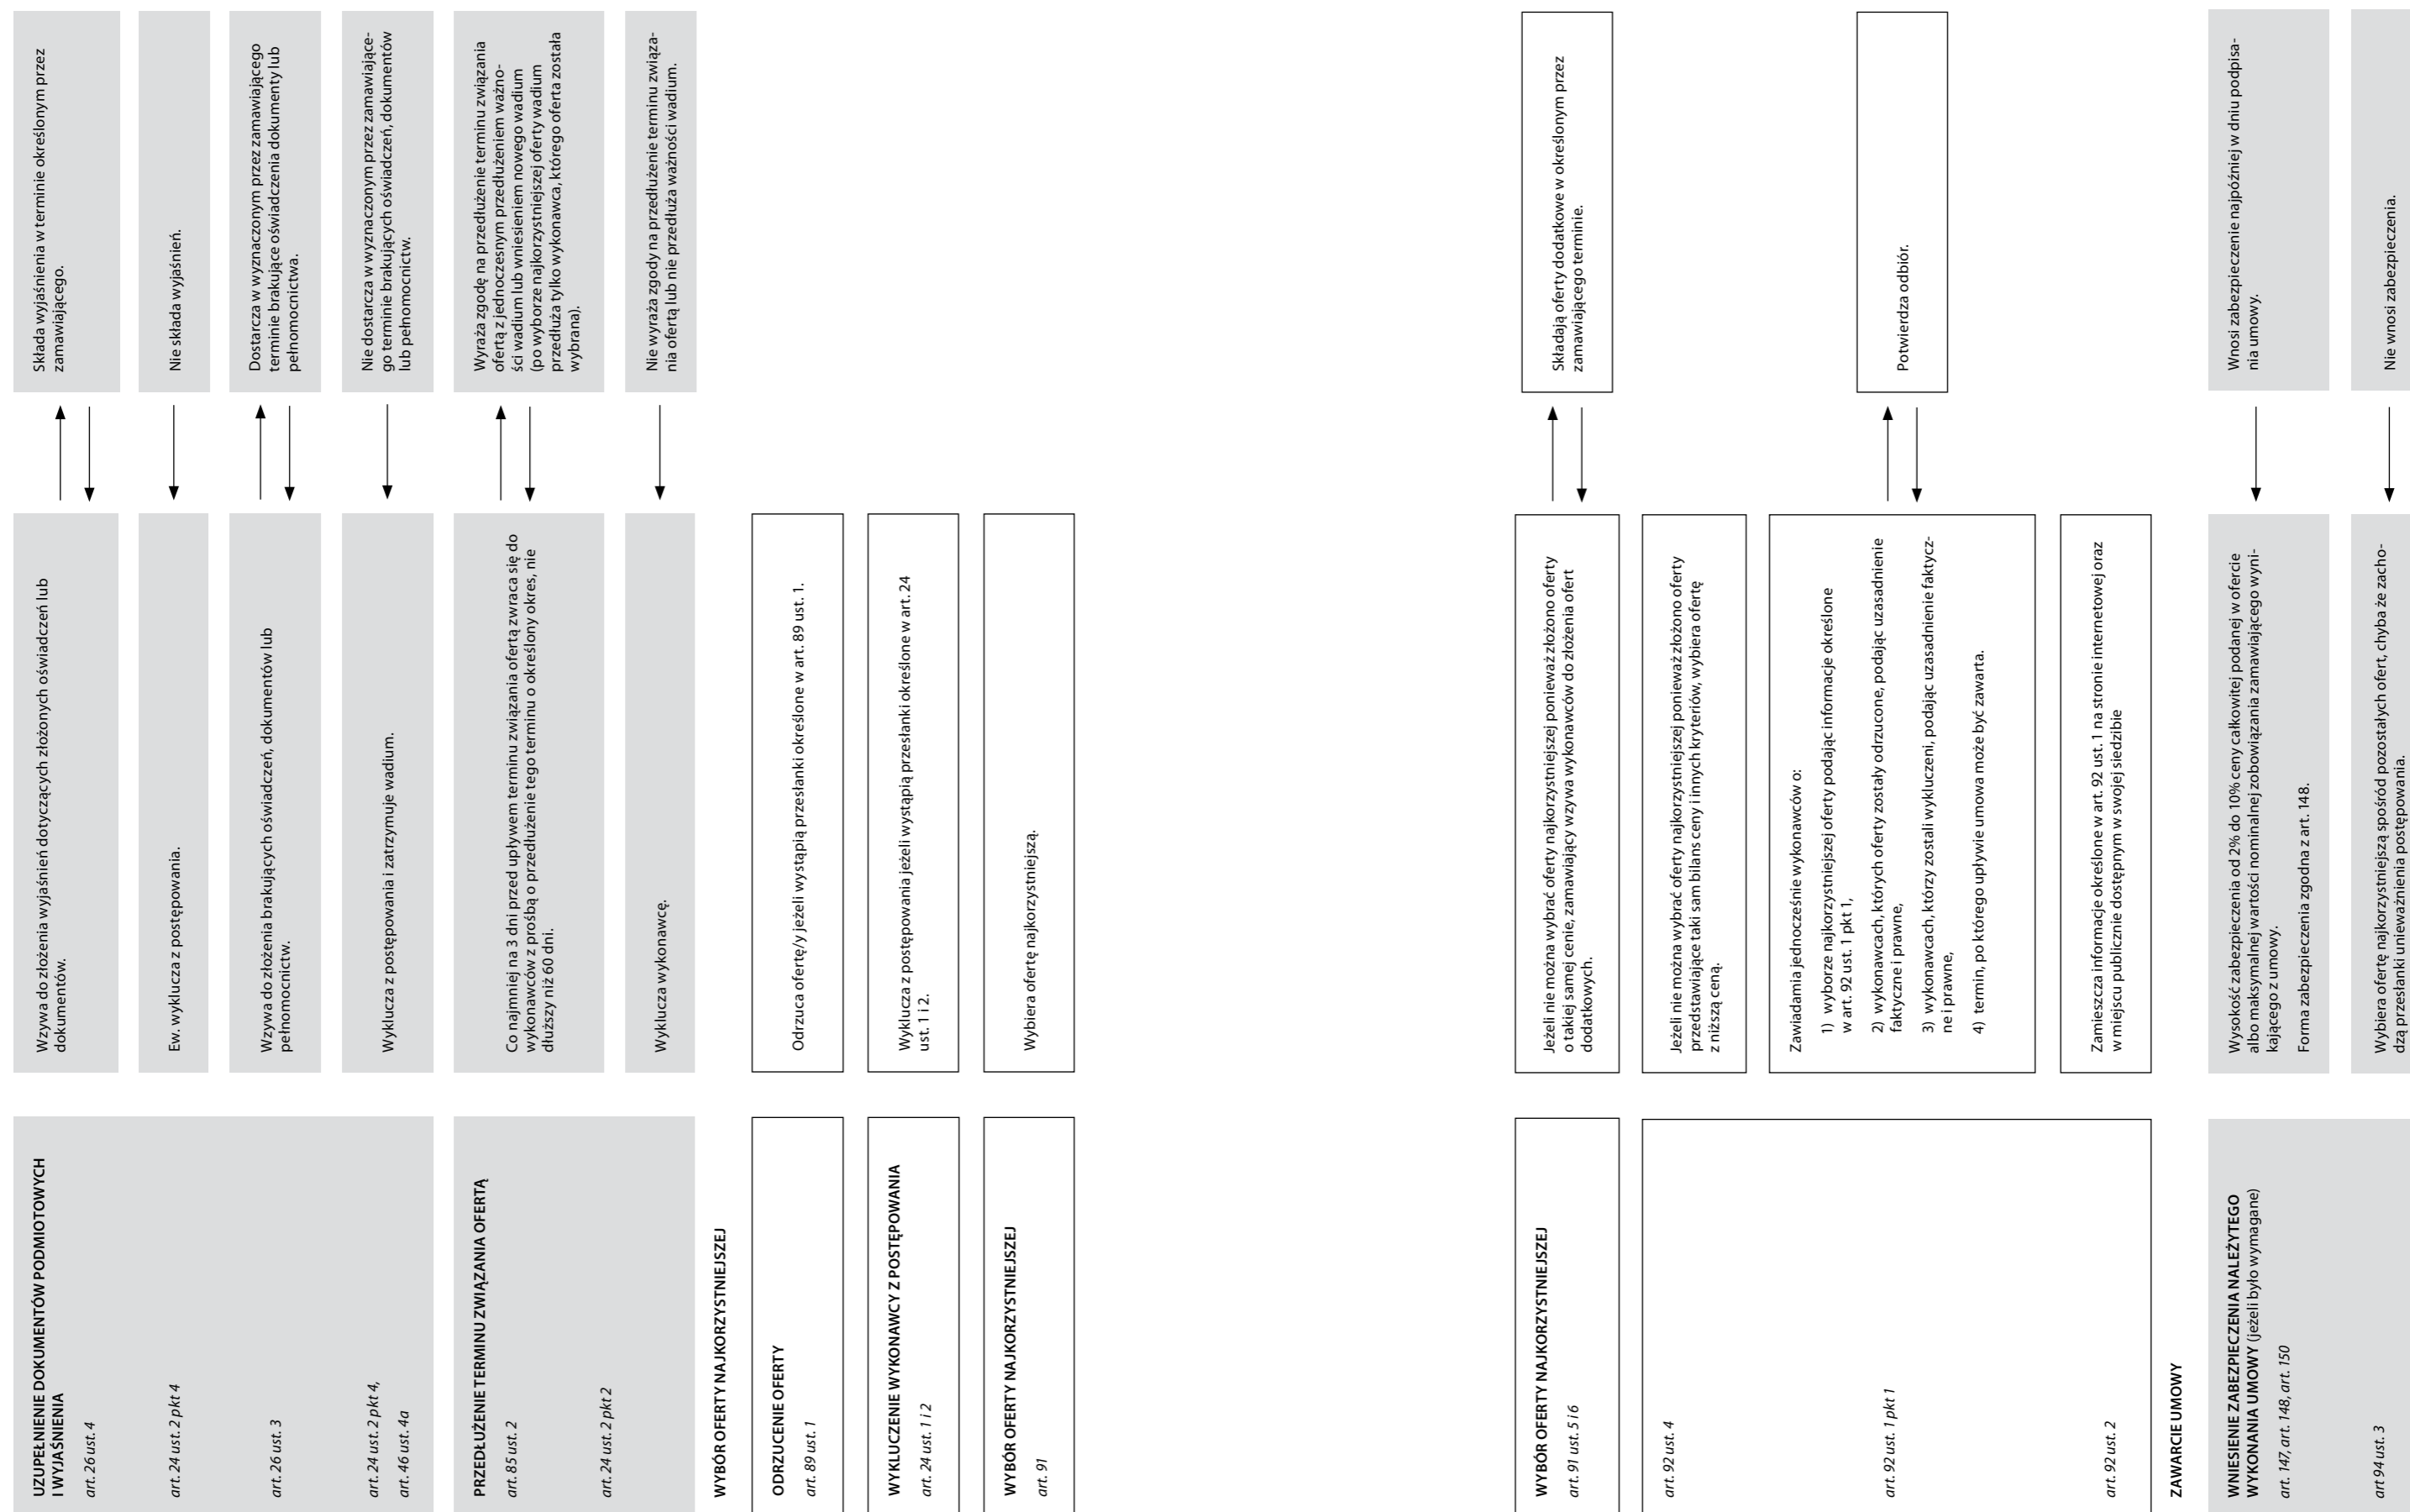 UZUPEŁNIENIE DOKUMENTÓW PODMIOTOWYCH
I WYJAŚNIENIA
art. 26 ust. 4
Wzywa do złożenia wyjaśnień dotyczących złożonych oświadczeń lub
dokumentów.
Składa wyjaśnienia w terminie określonym przez
zamawiającego.
art. 24 ust. 2 pkt 4
Ew. wyklucza z postępowania.
Nie składa wyjaśnień.
art. 26 ust. 3
Wzywa do złożenia brakujących oświadczeń, dokumentów lub
pełnomocnictw.
Dostarcza w wyznaczonym przez zamawiającego
terminie brakujące oświadczenia dokumenty lub
pełnomocnictwa.
art. 24 ust. 2 pkt 4,
art. 46 ust. 4a
Wyklucza z postępowania i zatrzymuje wadium.
Nie dostarcza w wyznaczonym przez zamawiające-
go terminie brakujących oświadczeń, dokumentów
lub pełnomocnictw.
PRZEDŁUŻENIE TERMINU ZWIĄZANIA OFERTĄ
art. 85 ust. 2
Co najmniej na 3 dni przed upływem terminu związania ofertą zwraca się do
wykonawców z prośbą o przedłużenie tego terminu o określony okres, nie
dłuższy niż 60 dni.
Wyraża zgodę na przedłużenie terminu związania
ofertą z jednoczesnym przedłużeniem ważno-
ści wadium lub wniesieniem nowego wadium
(po wyborze najkorzystniejszej oferty wadium
przedłuża tylko wykonawca, którego oferta została
wybrana).
art. 24 ust. 2 pkt 2
Wyklucza wykonawcę.
Nie wyraża zgody na przedłużenie terminu związa-
nia ofertą lub nie przedłuża ważności wadium.
WYBÓR OFERTY NAJKORZYSTNIEJSZEJ
ODRZUCENIE OFERTY
art. 89 ust. 1
Odrzuca ofertę/y jeżeli wystąpią przesłanki określone w art. 89 ust. 1.
WYKLUCZENIE WYKONAWCY Z POSTĘPOWANIA
art. 24 ust. 1 i 2
Wyklucza z postępowania jeżeli wystąpią przesłanki określone w art. 24
ust. 1 i 2.
WYBÓR OFERTY NAJKORZYSTNIEJSZEJ
art. 91
Wybiera ofertę najkorzystniejszą.
WYBÓR OFERTY NAJKORZYSTNIEJSZEJ
art. 91 ust. 5 i 6
Jeżeli nie można wybrać oferty najkorzystniejszej ponieważ złożono oferty
o takiej samej cenie, zamawiający wzywa wykonawców do złożenia ofert
dodatkowych.
Składają oferty dodatkowe w określonym przez
zamawiającego terminie.
art. 92 ust. 4
Jeżeli nie można wybrać oferty najkorzystniejszej ponieważ złożono oferty
przedstawiające taki sam bilans ceny i innych kryteriów, wybiera ofertę
z niższą ceną.
art. 92 ust. 1 pkt 1
Zawiadamia jednocześnie wykonawców o:
1) wyborze najkorzystniejszej oferty podając informacje określone
w art. 92 ust. 1 pkt 1,
2) wykonawcach, których oferty zostały odrzucone, podając uzasadnienie
faktyczne i prawne,
3) wykonawcach, którzy zostali wykluczeni, podając uzasadnienie faktycz-
ne i prawne,
4) termin, po którego upływie umowa może być zawarta.
Potwierdza odbiór.
art. 92 ust. 2
Zamieszcza informacje określone w art. 92 ust. 1 na stronie internetowej oraz
w miejscu publicznie dostępnym w swojej siedzibie
ZAWARCIE UMOWY
WNIESIENIE ZABEZPIECZENIA NALEŻYTEGO
WYKONANIA UMOWY (jeżeli było wymagane)
art. 147, art. 148, art. 150
Wysokość zabezpieczenia od 2% do 10% ceny całkowitej podanej w ofercie
albo maksymalnej wartości nominalnej zobowiązania zamawiającego wyni-
kającego z umowy.
Forma zabezpieczenia zgodna z art. 148.
Wnosi zabezpieczenie najpóźniej w dniu podpisa-
nia umowy.
art 94 ust. 3
Wybiera ofertę najkorzystniejszą spośród pozostałych ofert, chyba że zacho-
dzą przesłanki unieważnienia postępowania.
Nie wnosi zabezpieczenia.